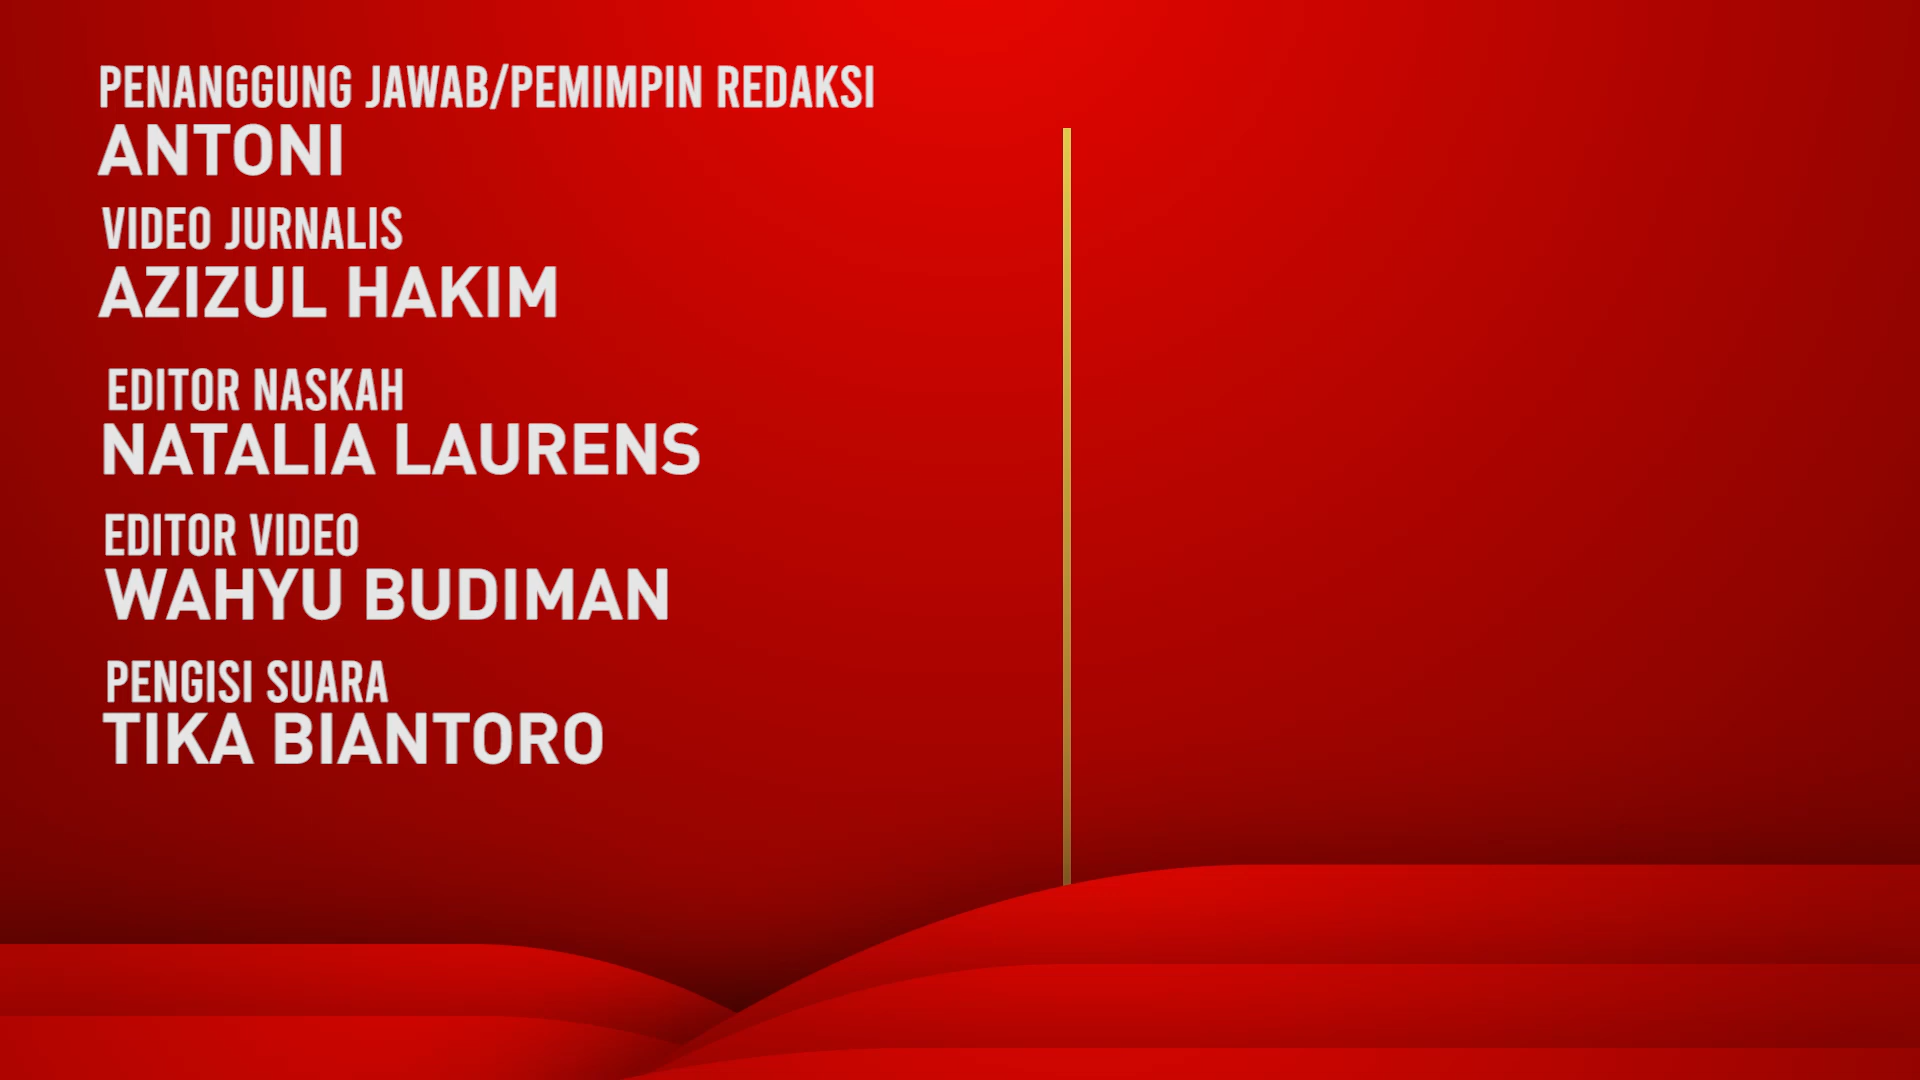 PENANGGUNG JAWAB/PEMIMPIN REDAKSI
ANTONI
VIDEO JURNALIS
AZIZUL HAKIM
EDITOR NASKAH
NATALIA LAURENS
EDITOR VIDEO
WAHYU BUDIMAN
PENGISI SUARA
TIKA BIANTORO